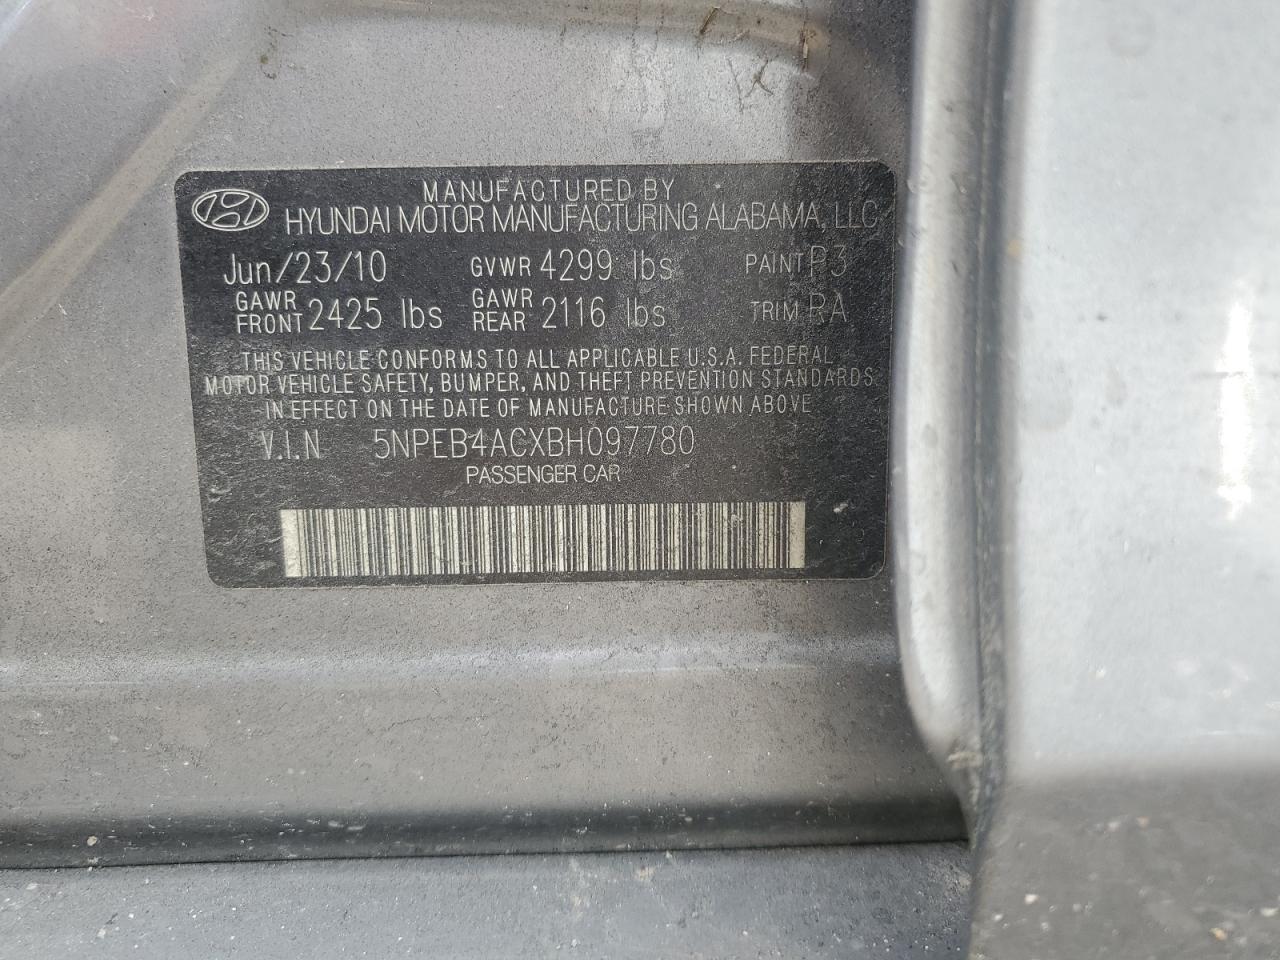 MANUFACTURED BY
HYUNDAI MOTOR MANUFACTURING ALABAMA, LLC
Jun/23/10 GVWR 4299 lbs PAINT P3
GAWR FRONT 2425 lbs GAWR REAR 2116 lbs TRIM RA
THIS VEHICLE CONFORMS TO ALL APPLICABLE U.S.A. FEDERAL
MOTOR VEHICLE SAFETY, BUMPER, AND THEFT PREVENTION STANDARDS
IN EFFECT ON THE DATE OF MANUFACTURE SHOWN ABOVE
V.I.N 5NPEB4ACXBH097780
PASSENGER CAR